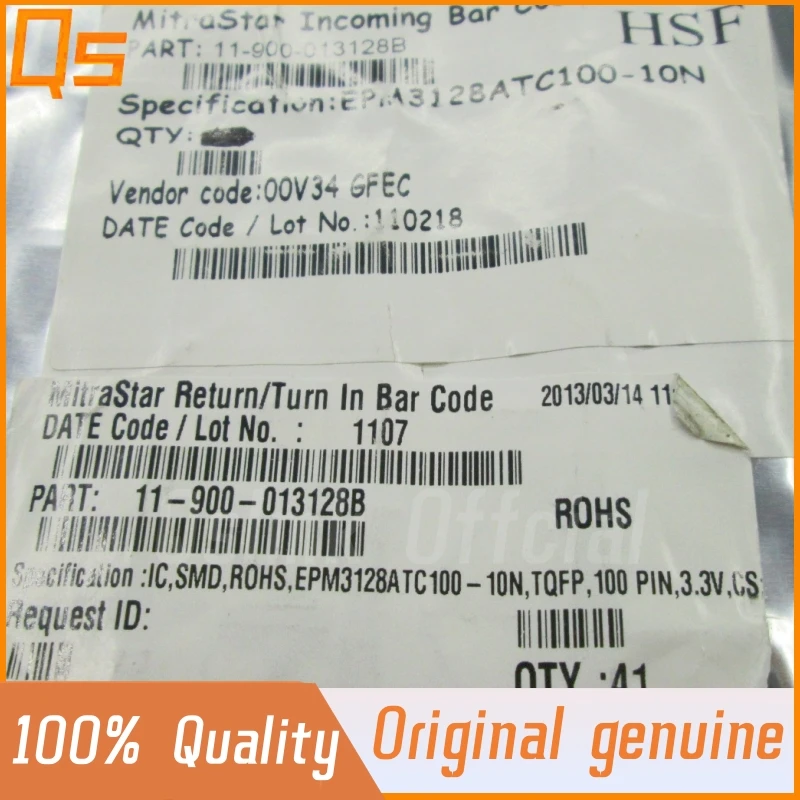 Qs
MitraStar Incoming Bar
HSF
PART: 11-900-013128B
Specification:EPM3128ATC100-10N
QTY:
Vendor code:00V34 GFEC
DATE Code / Lot No.:110218
MitraStar Return/Turn In Bar Code 2013/03/14 11
DATE Code / Lot No. : 1107
PART: 11-900-013128B
ROHS
Offcial
Specification :IC,SMD,ROHS,EPM3128ATC100-10N,TQFP,100 PIN,3.3V,CS
Request ID:
QTY :41
100% Quality Original genuine